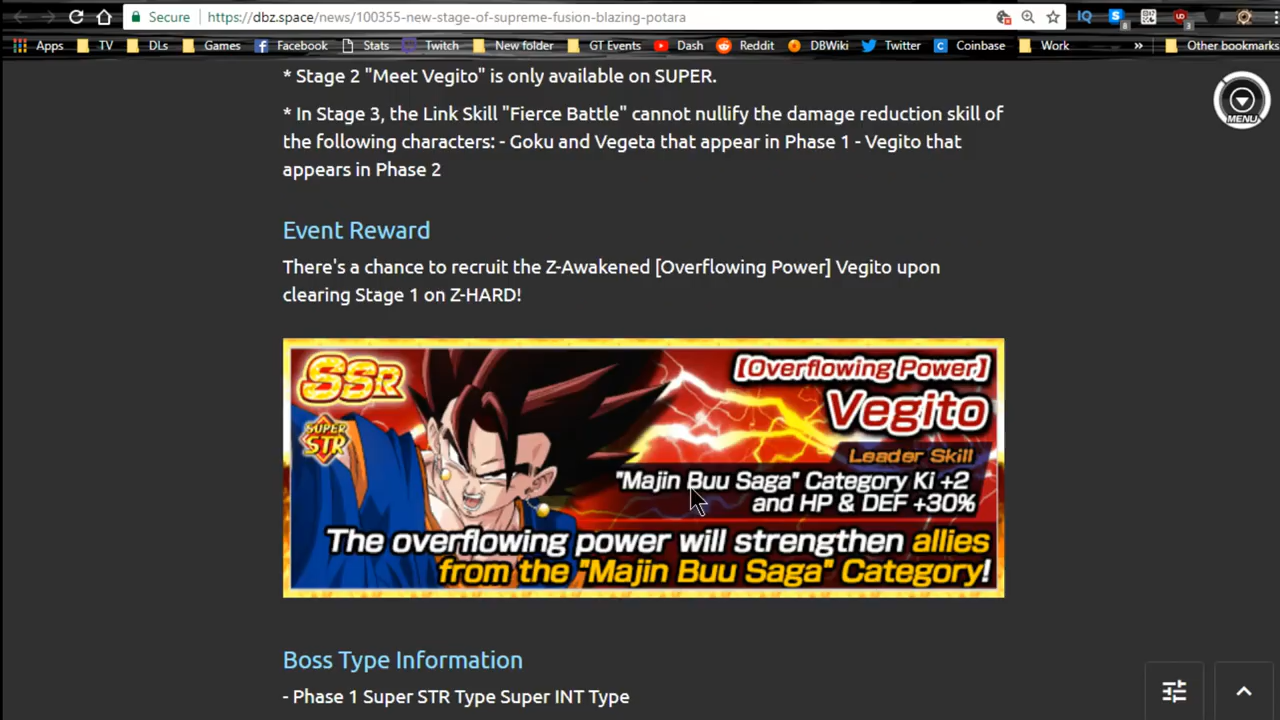 Secure https://dbz.space/news/100355-new-stage-of-supreme-fusion-blazing-potara
Apps TV DLs Games Facebook Stats Twitch New folder GT Events Dash Reddit DBWiki Twitter Coinbase Work » Other bookmarks
* Stage 2 "Meet Vegito" is only available on SUPER.
* In Stage 3, the Link Skill "Fierce Battle" cannot nullify the damage reduction skill of
the following characters: - Goku and Vegeta that appear in Phase 1 - Vegito that
appears in Phase 2
MENU
Event Reward
There's a chance to recruit the Z-Awakened [Overflowing Power] Vegito upon
clearing Stage 1 on Z-HARD!
SSR
SUPER
STR
[Overflowing Power]
Vegito
Leader Skill
"Majin Buu Saga" Category Ki +2
and HP & DEF +30%
The overflowing power will strengthen allies
from the "Majin Buu Saga" Category!
Boss Type Information
- Phase 1 Super STR Type Super INT Type